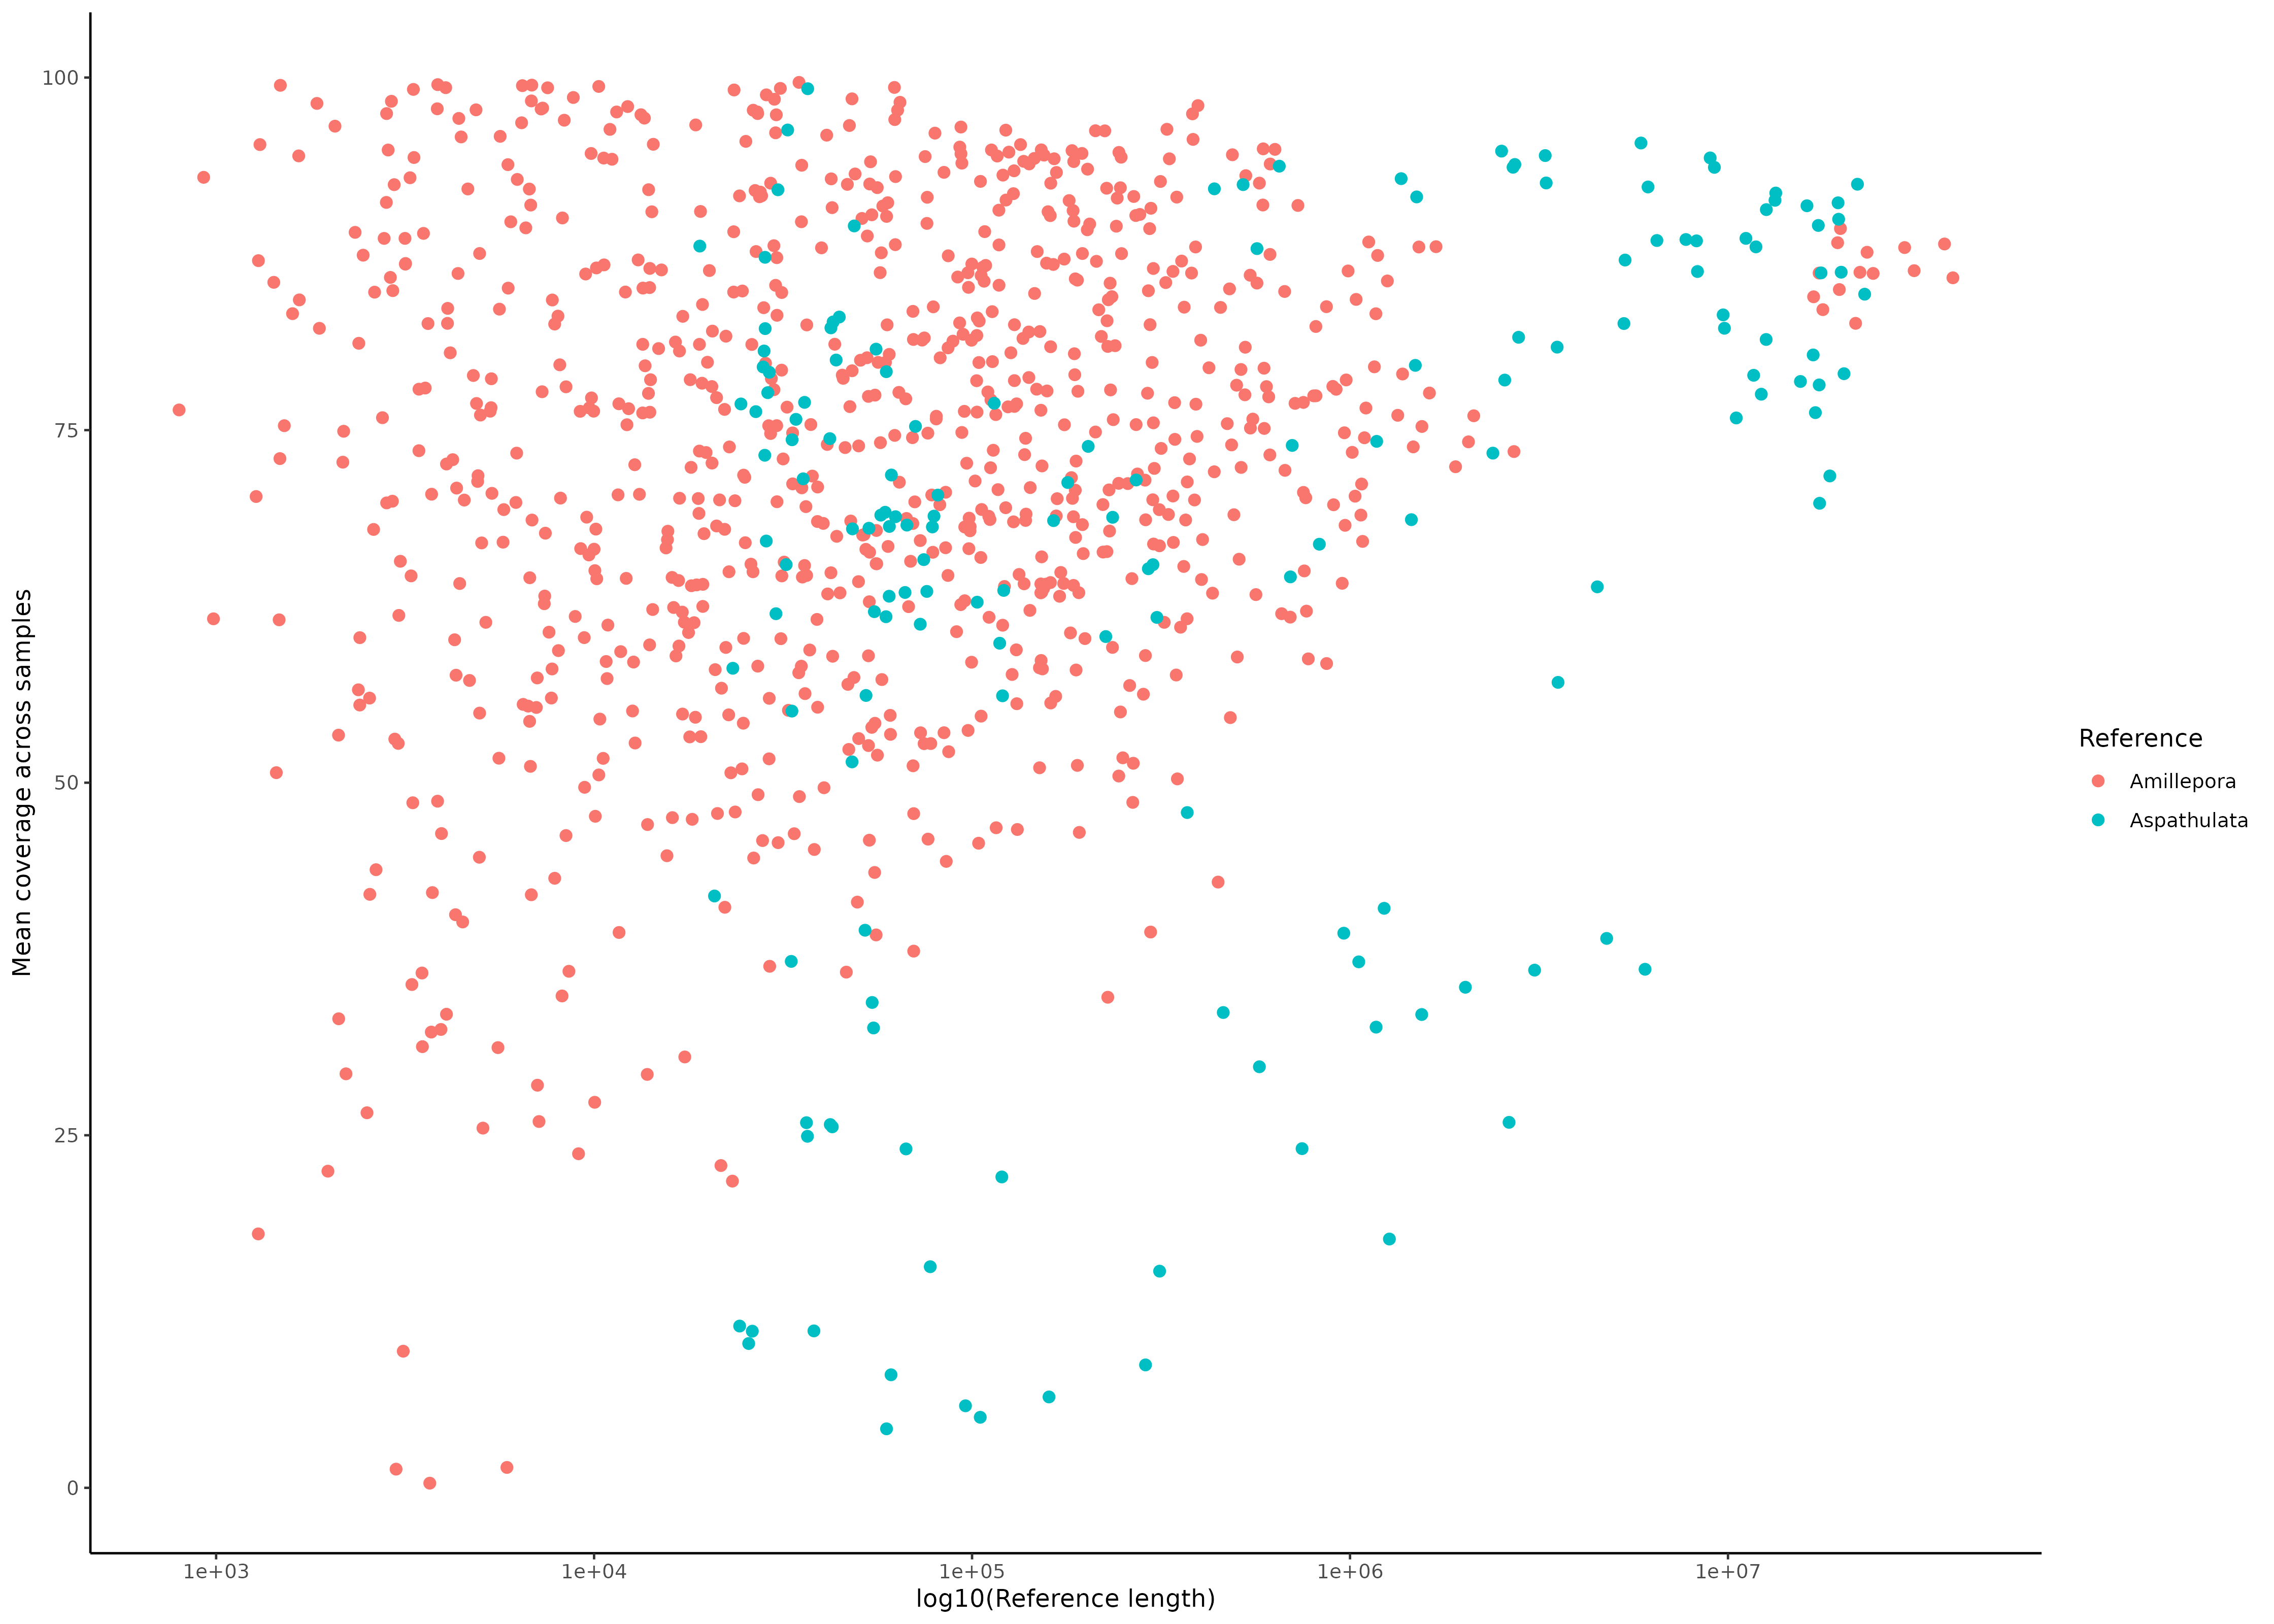 Mean coverage across samples
100
75
50
25
0
1e+03
1e+04
1e+05
1e+06
1e+07
log10(Reference length)
Reference
Amillepora
Aspathulata